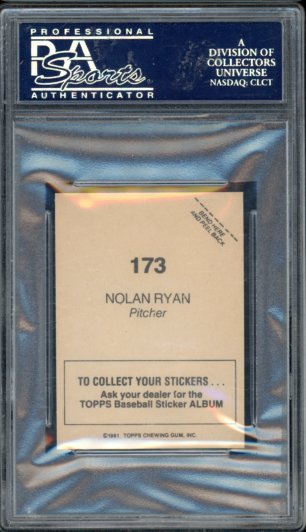 PROFESSIONAL
PSA
Sports
AUTHENTICATOR
A
DIVISION OF
COLLECTORS
UNIVERSE
NASDAQ: CLCT
BEND HERE
AND PEEL BACK
173
NOLAN RYAN
Pitcher
TO COLLECT YOUR STICKERS . . .
Ask your dealer for the
TOPPS Baseball Sticker ALBUM
©1981 TOPPS CHEWING GUM, INC.